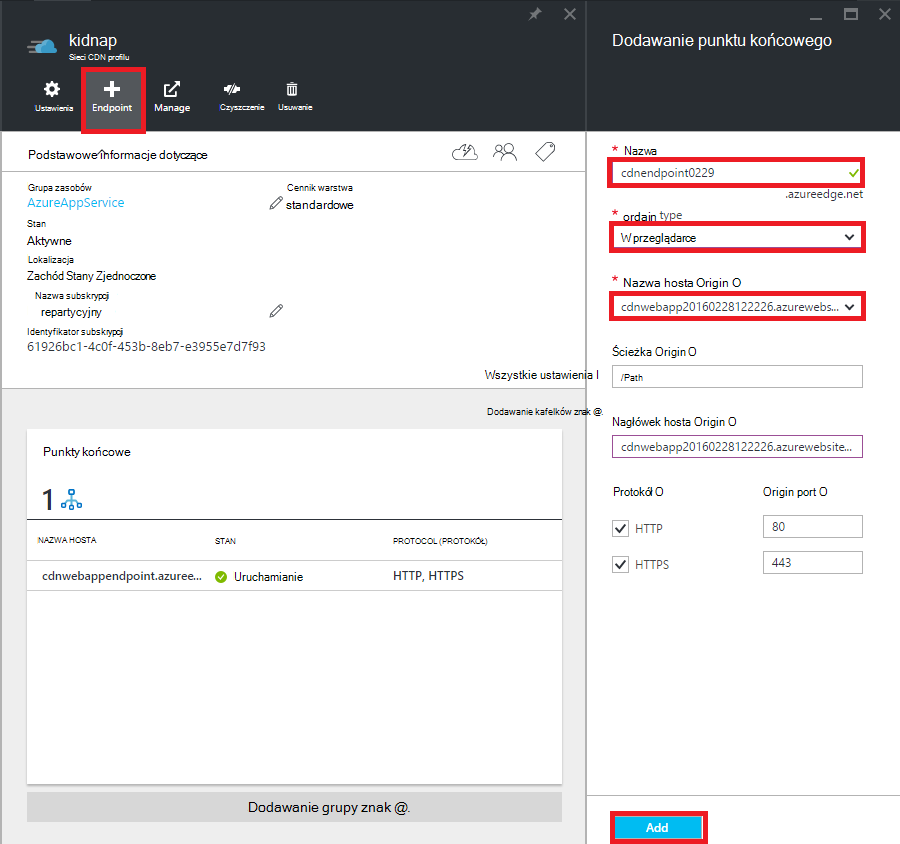 kidnap
Sieci CDN profilu
Ustawienia
Endpoint
Manage
Czyszczenie
Usuwanie
Podstawowe informacje dotyczące
Grupa zasobów
AzureAppService
Cennik warstwa
standardowe
Stan
Aktywne
Lokalizacja
Zachód Stany Zjednoczone
Nazwa subskrypcji
repartycyjny
Identyfikator subskrypcji
61926bc1-4c0f-453b-8eb7-e3955e7d7f93
Wszystkie ustawienia I
Dodawanie kafelków znak @.
Punkty końcowe
1
NAZWA HOSTA STAN PROTOCOL (PROTOKÓŁ)
cdnwebappendpoint.azuree... Uruchamianie HTTP, HTTPS
Dodawanie grupy znak @.
Dodawanie punktu końcowego
* Nazwa
cdnendpoint0229
.azureedge.net
* ordain type
W przeglądarce
* Nazwa hosta Origin O
cdnwebapp20160228122226.azurewebs...
Ścieżka Origin O
/Path
Nagłówek hosta Origin O
cdnwebapp20160228122226.azurewebsite...
Protokół O Origin port O
HTTP 80
HTTPS 443
Add